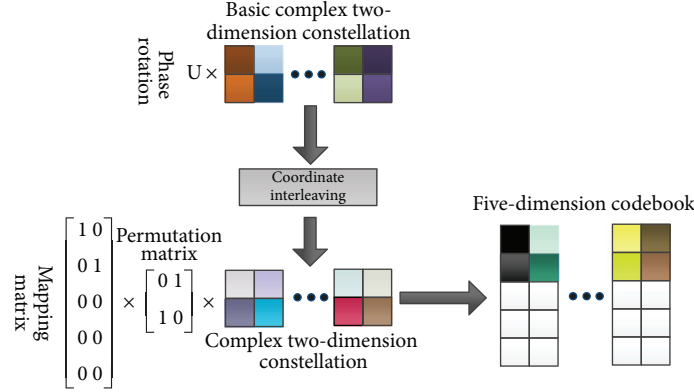 Basic complex two-
dimension constellation
Phase
rotation
U ×
Coordinate
interleaving
Five-dimension codebook
Mapping
matrix
1 0
0 1
0 0
0 0
0 0
×
Permutation
matrix
0 1
1 0
×
Complex two-dimension
constellation